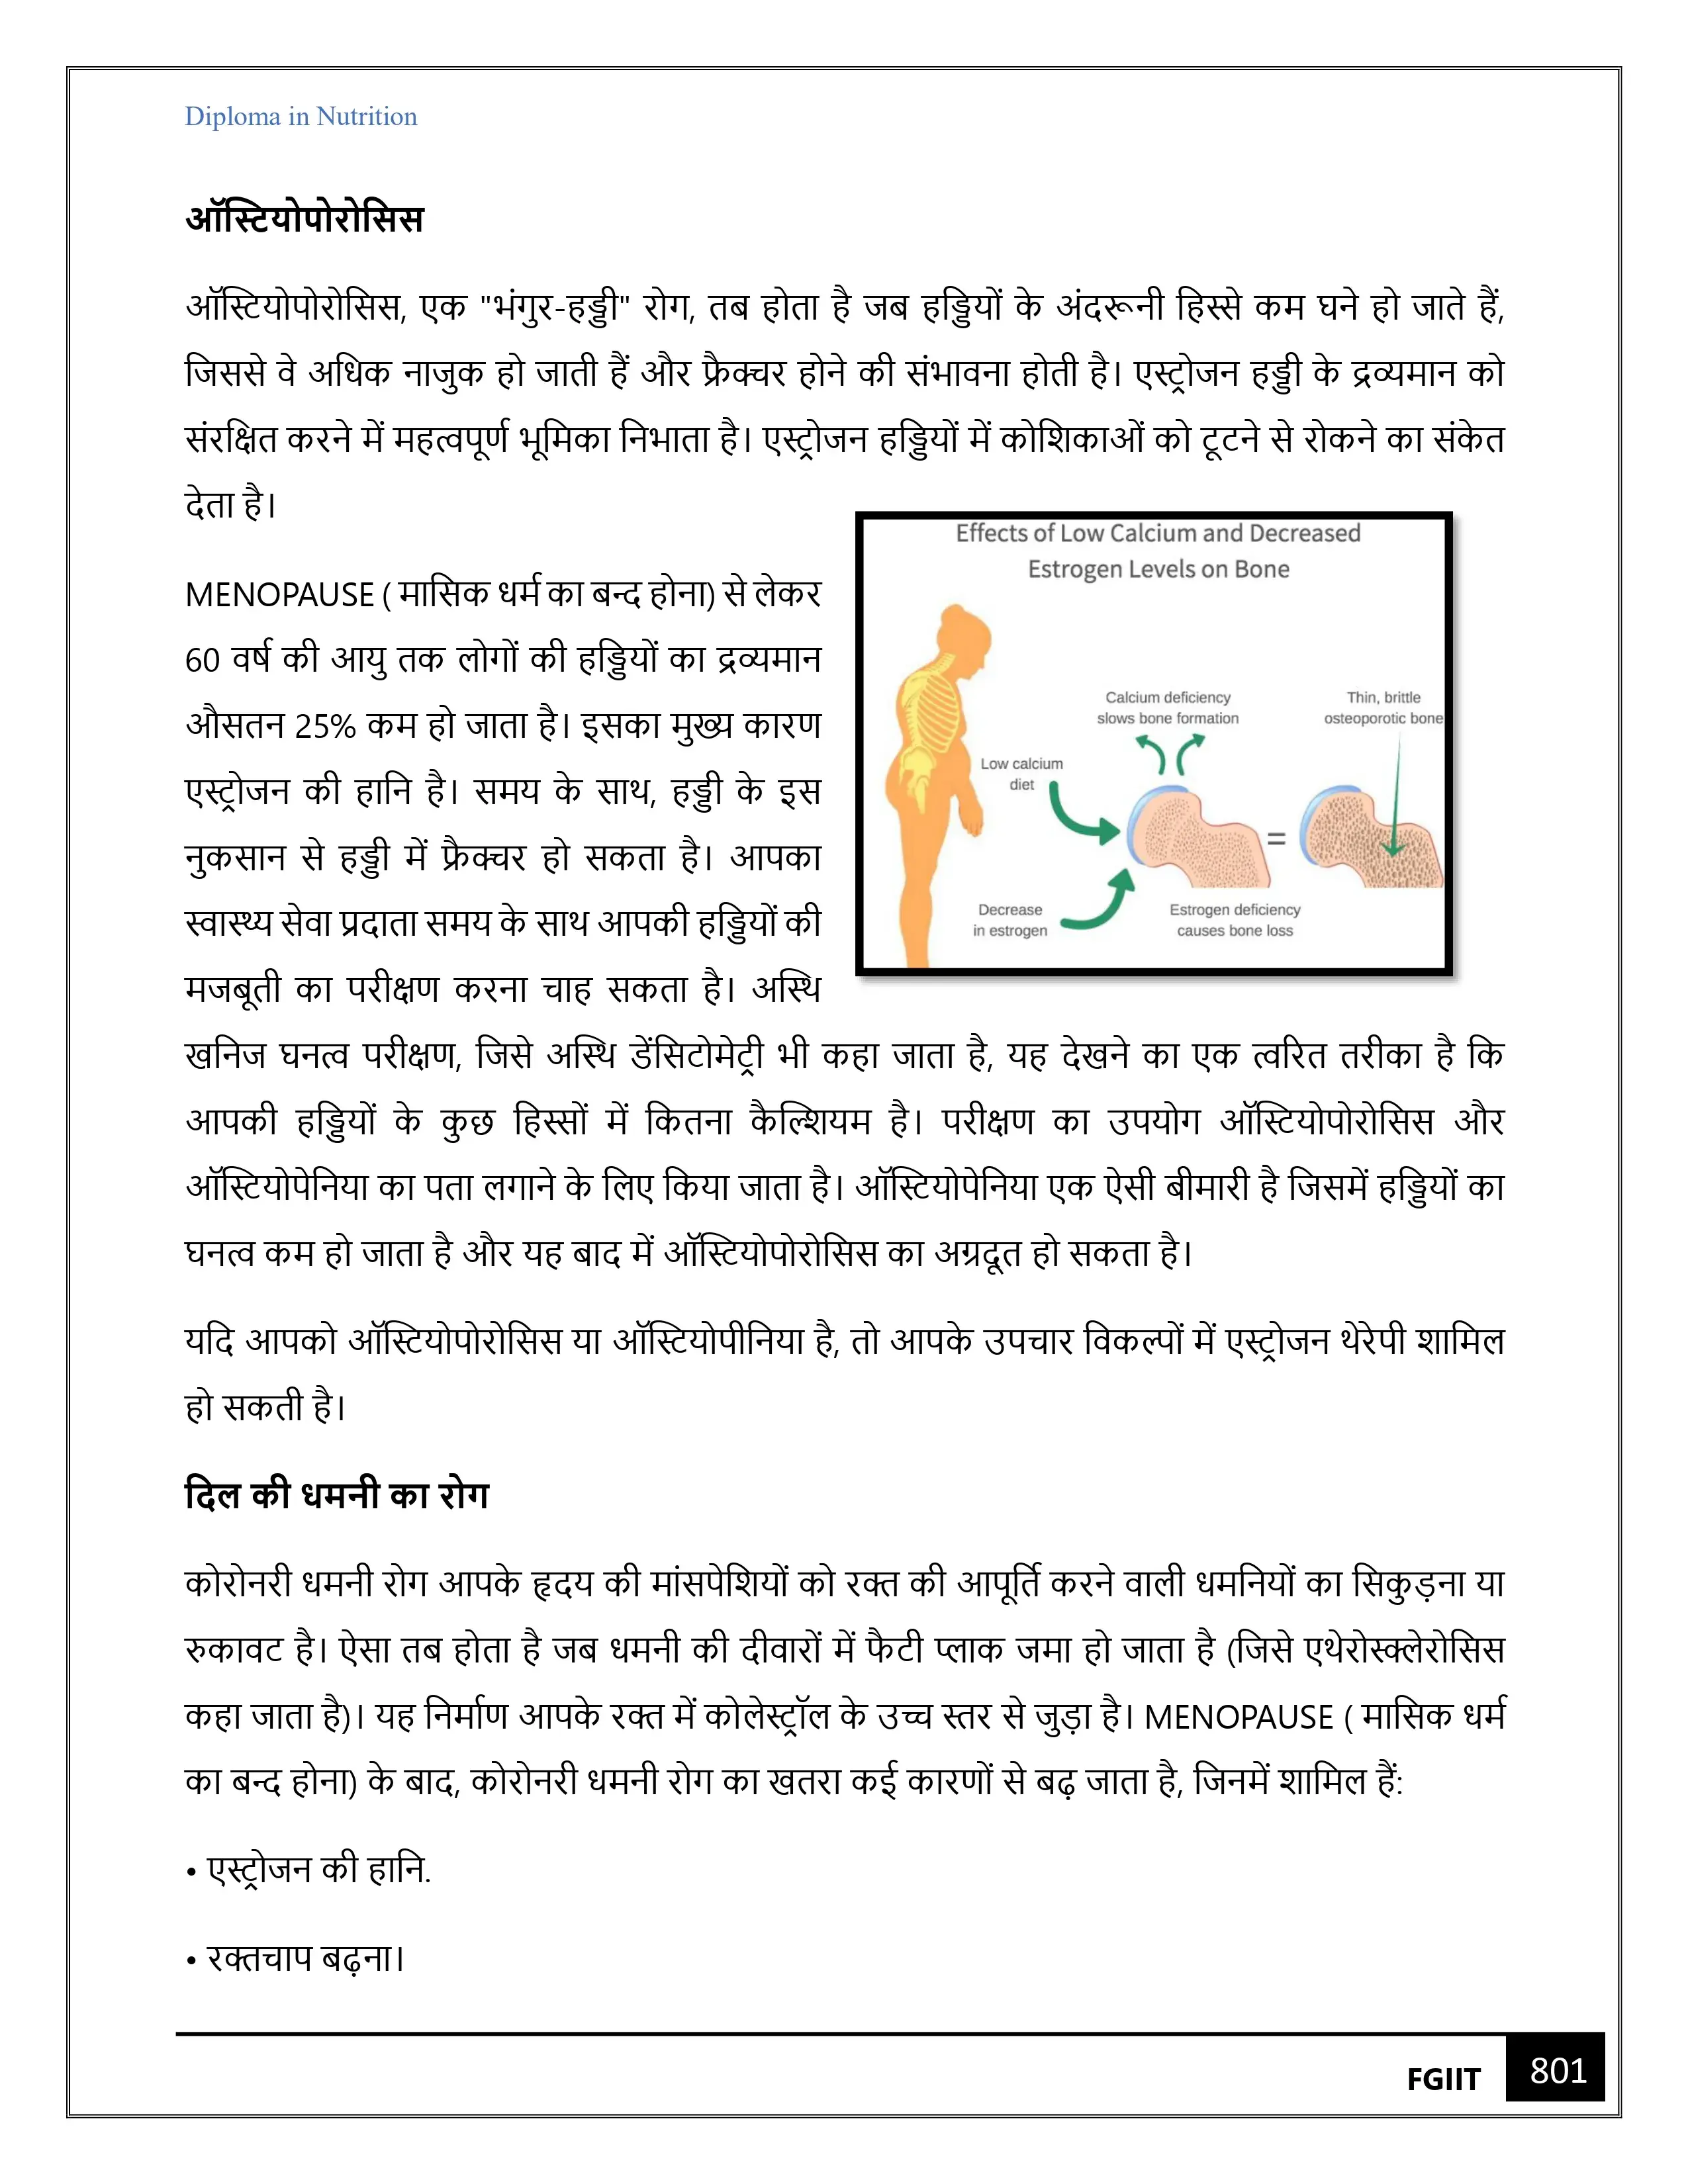 Diploma in Nutrition
ऑस्टियोपोरोसिस
ऑस्टियोपोरोसिस, एक "भंगुर-हड्डी" रोग, तब होता है जब हड्डियों के अंदरूनी हिस्से कम घने हो जाते हैं,
जिससे वे अधिक नाजुक हो जाती हैं और फ्रैक्चर होने की संभावना होती है। एस्ट्रोजन हड्डी के द्रव्यमान को
संरक्षित करने में महत्वपूर्ण भूमिका निभाता है। एस्ट्रोजन हड्डियों में कोशिकाओं को टूटने से रोकने का संकेत
देता है।
MENOPAUSE ( मासिक धर्म का बन्द होना) से लेकर
60 वर्ष की आयु तक लोगों की हड्डियों का द्रव्यमान
औसतन 25% कम हो जाता है। इसका मुख्य कारण
एस्ट्रोजन की हानि है। समय के साथ, हड्डी के इस
नुकसान से हड्डी में फ्रैक्चर हो सकता है। आपका
स्वास्थ्य सेवा प्रदाता समय के साथ आपकी हड्डियों की
मजबूती का परीक्षण करना चाह सकता है। अस्थि
Effects of Low Calcium and Decreased
Estrogen Levels on Bone
Calcium deficiency
slows bone formation
Thin, brittle
osteoporotic bone
Low calcium
diet
=
Decrease
in estrogen
Estrogen deficiency
causes bone loss
खनिज घनत्व परीक्षण, जिसे अस्थि डेंसिटोमेट्री भी कहा जाता है, यह देखने का एक त्वरित तरीका है कि
आपकी हड्डियों के कुछ हिस्सों में कितना कैल्शियम है। परीक्षण का उपयोग ऑस्टियोपोरोसिस और
ऑस्टियोपेनिया का पता लगाने के लिए किया जाता है। ऑस्टियोपेनिया एक ऐसी बीमारी है जिसमें हड्डियों का
घनत्व कम हो जाता है और यह बाद में ऑस्टियोपोरोसिस का अग्रदूत हो सकता है।
यदि आपको ऑस्टियोपोरोसिस या ऑस्टियोपीनिया है, तो आपके उपचार विकल्पों में एस्ट्रोजन थेरेपी शामिल
हो सकती है।
दिल की धमनी का रोग
कोरोनरी धमनी रोग आपके हृदय की मांसपेशियों को रक्त की आपूर्ति करने वाली धमनियों का सिकुड़ना या
रुकावट है। ऐसा तब होता है जब धमनी की दीवारों में फैटी प्लाक जमा हो जाता है (जिसे एथेरोस्क्लेरोसिस
कहा जाता है)। यह निर्माण आपके रक्त में कोलेस्ट्रॉल के उच्च स्तर से जुड़ा है। MENOPAUSE ( मासिक धर्म
का बन्द होना) के बाद, कोरोनरी धमनी रोग का खतरा कई कारणों से बढ़ जाता है, जिनमें शामिल हैं:
• एस्ट्रोजन की हानि.
• रक्तचाप बढ़ना।
FGIIT 801